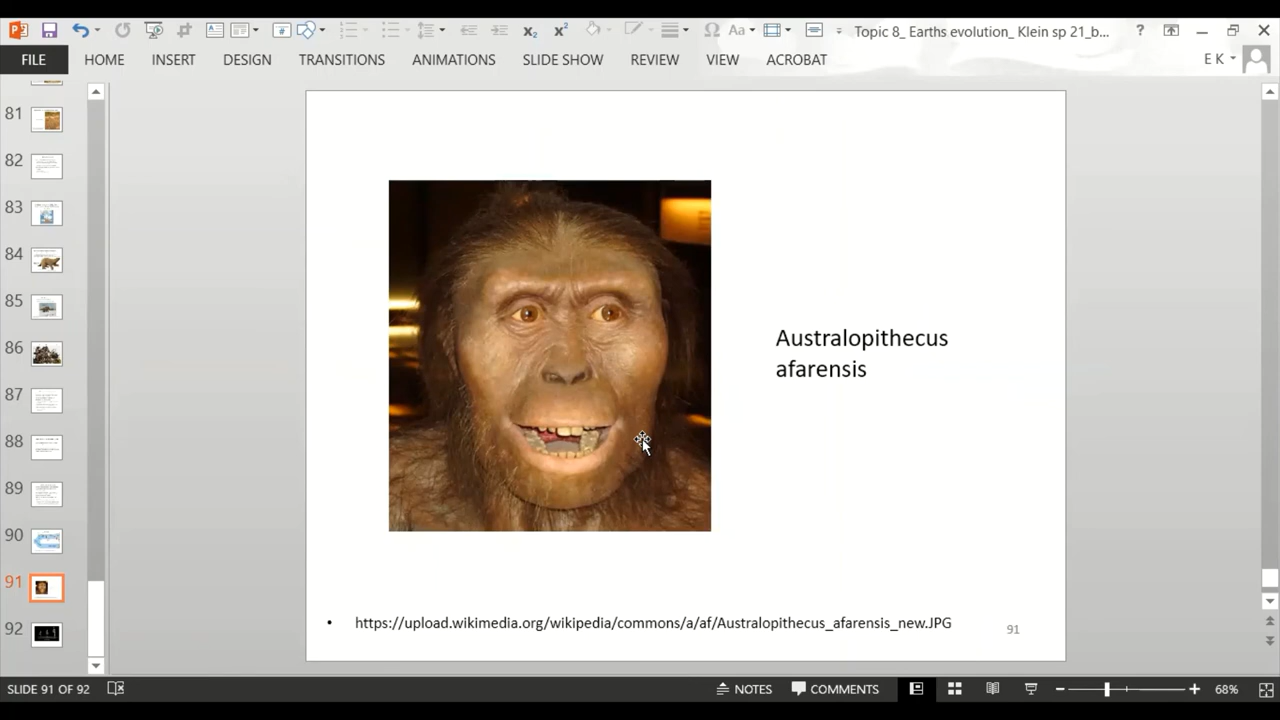 Topic 8_ Earths evolution_ Klein sp 21_b...
?
FILE HOME INSERT DESIGN TRANSITIONS ANIMATIONS SLIDE SHOW REVIEW VIEW ACROBAT
E K
81
82
83
84
85
86
87
88
89
90
91
92
Australopithecus
afarensis
• https://upload.wikimedia.org/wikipedia/commons/a/af/Australopithecus_afarensis_new.JPG
91
SLIDE 91 OF 92 NOTES COMMENTS 68%